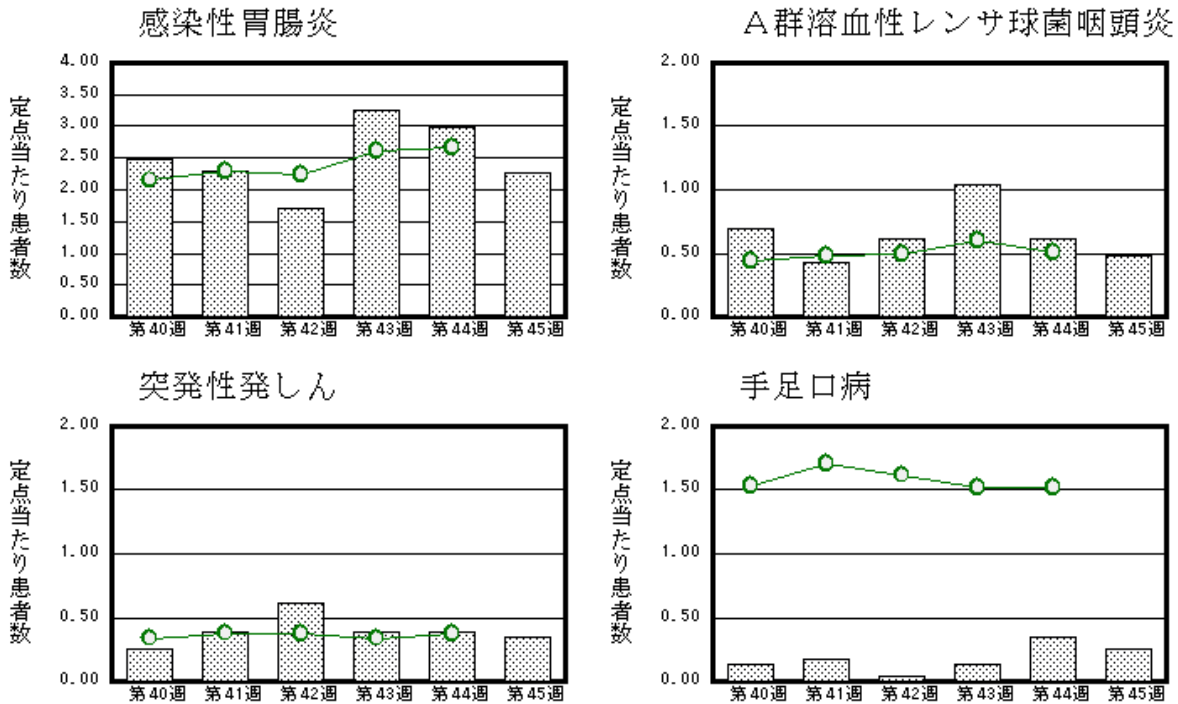 感染性胃腸炎
定点当たり患者数
4.00
3.50
3.00
2.50
2.00
1.50
1.00
0.50
0.00
第40週 第41週 第42週 第43週 第44週 第45週
A群溶血性レンサ球菌咽頭炎
定点当たり患者数
2.00
1.50
1.00
0.50
0.00
第40週 第41週 第42週 第43週 第44週 第45週
突発性発しん
定点当たり患者数
2.00
1.50
1.00
0.50
0.00
第40週 第41週 第42週 第43週 第44週 第45週
手足口病
定点当たり患者数
2.00
1.50
1.00
0.50
0.00
第40週 第41週 第42週 第43週 第44週 第45週